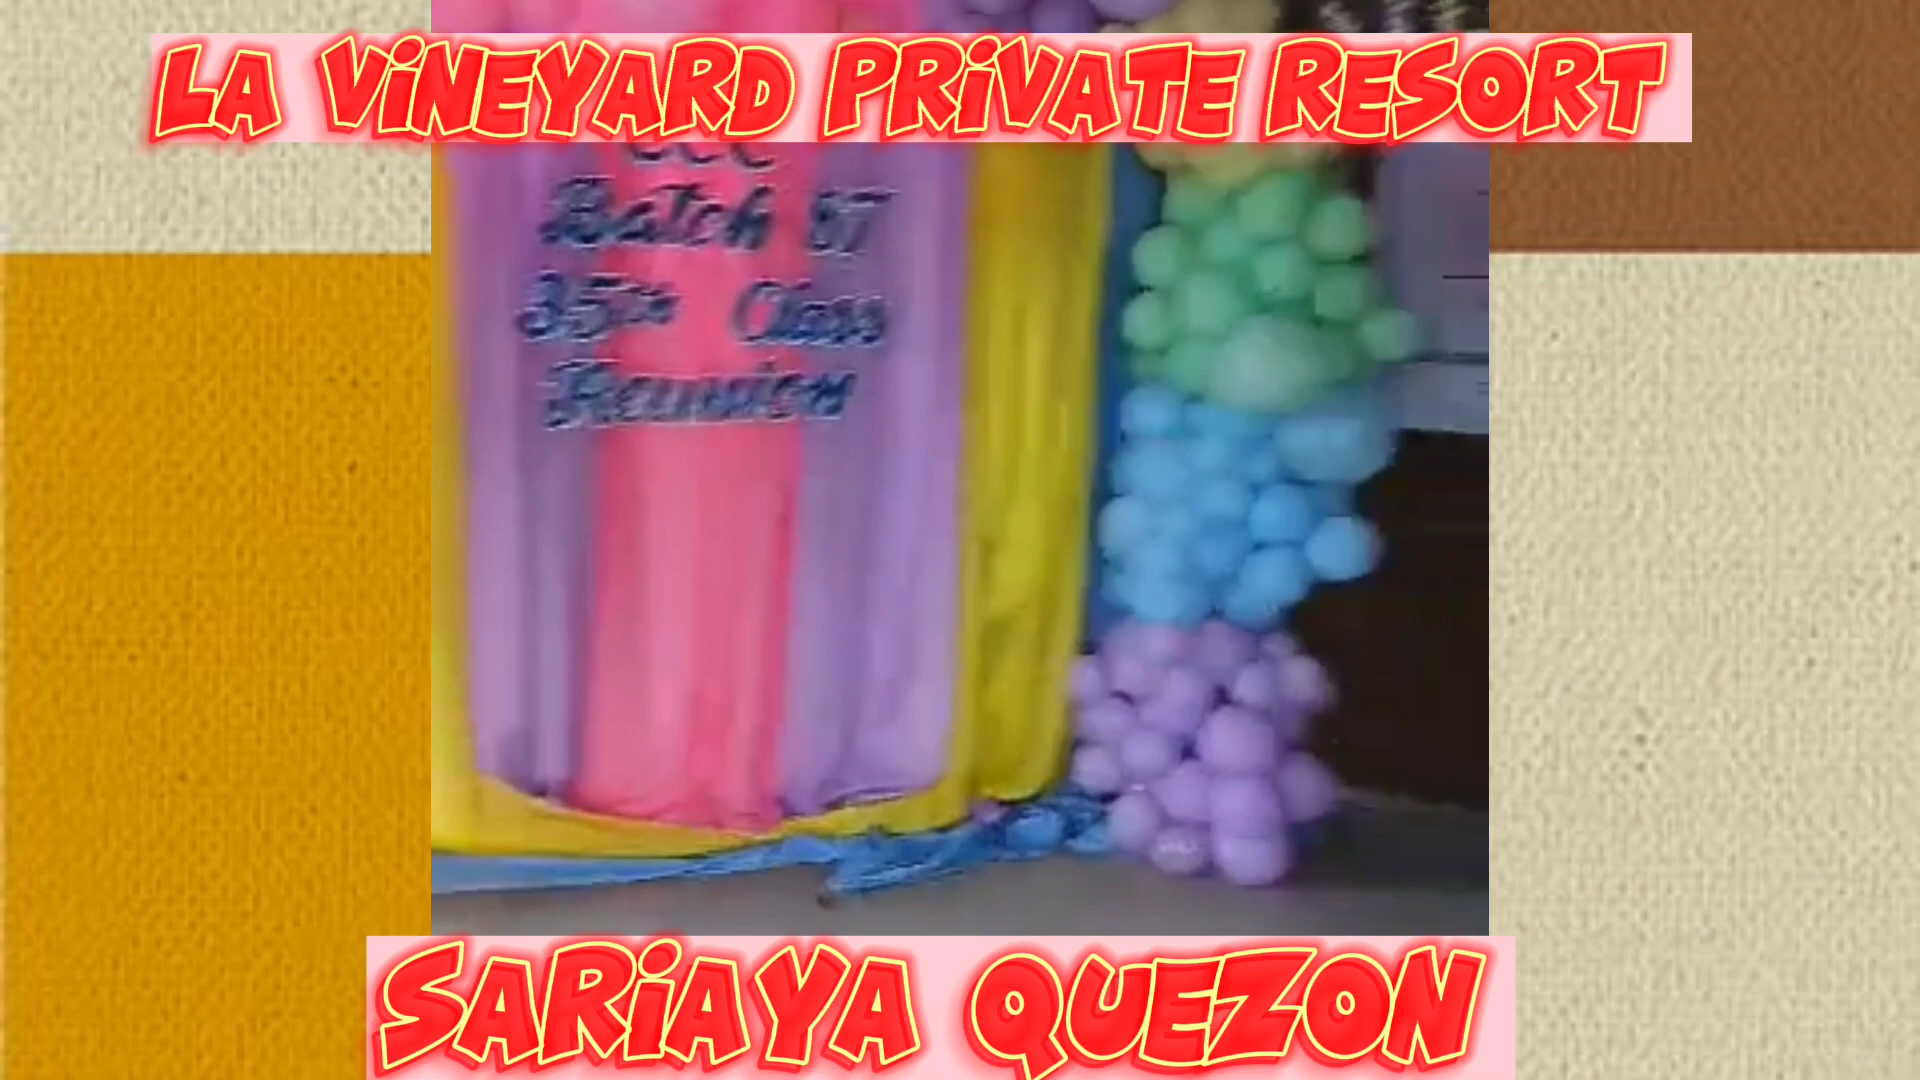 LA ViNEYARD PRiVATE RESORT
Batch 87
35th Class
Reunion
SARiAYA QUEZON